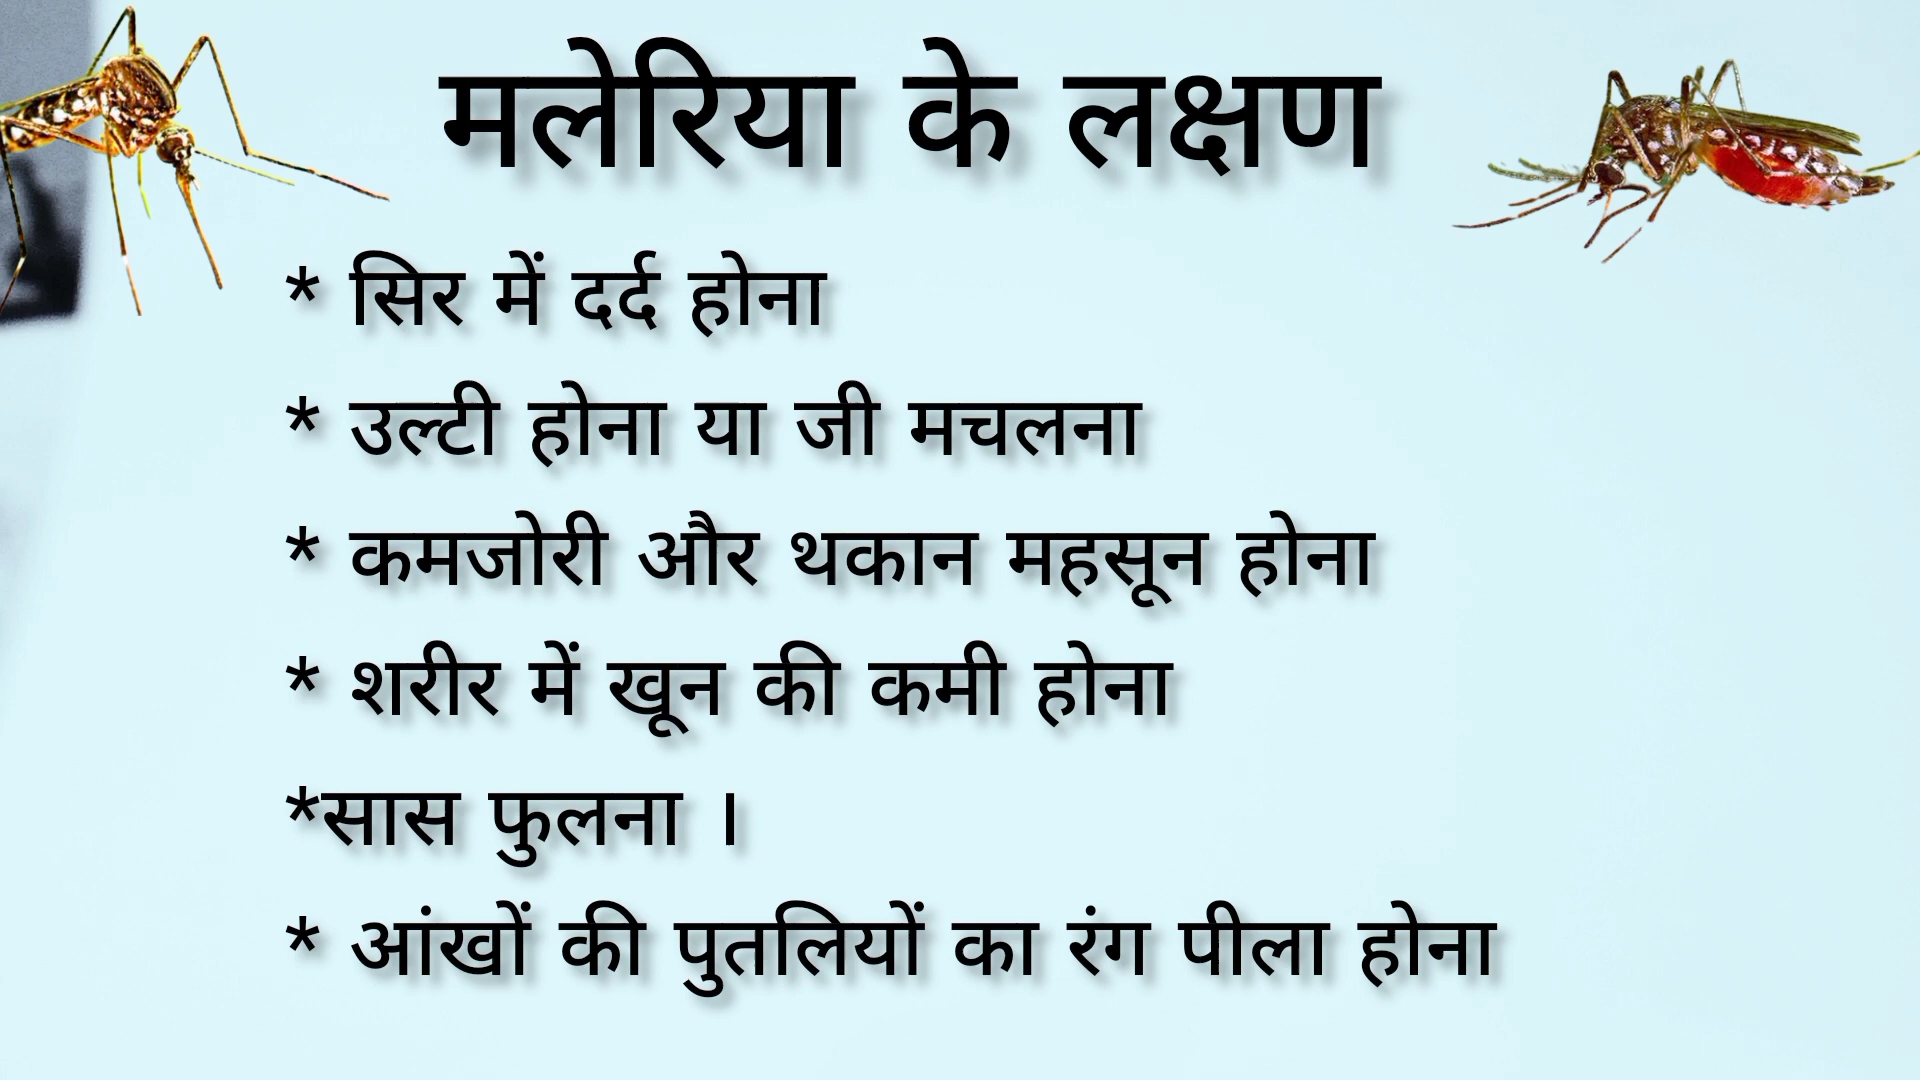 मलेरिया के लक्षण
* सिर में दर्द होना
* उल्टी होना या जी मचलना
* कमजोरी और थकान महसून होना
* शरीर में खून की कमी होना
*सास फुलना ।
* आंखों की पुतलियों का रंग पीला होना